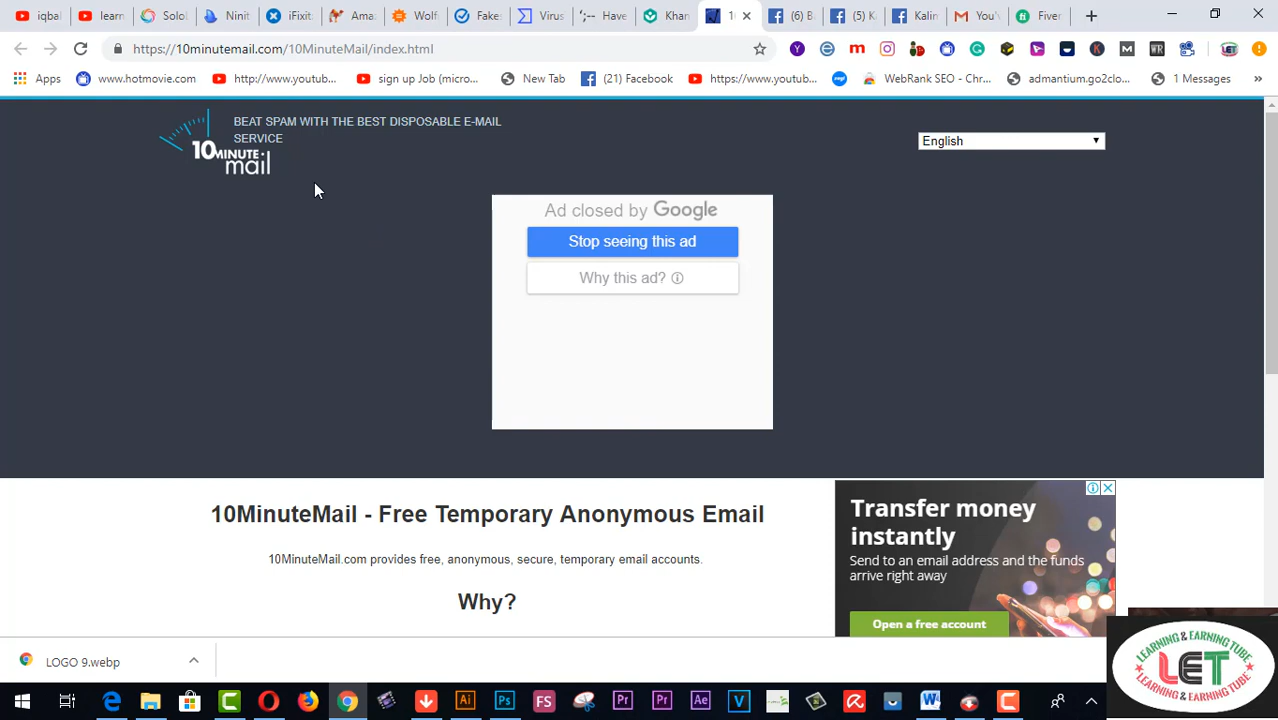 iqbal
learn
Solo
Ninit
iFixit
Ama
Wolf
Fake
Virus
Have
Khan
1
(6) B
(5) K
Kalin
You'v
Fiver
https://10minutemail.com/10MinuteMail/index.html
Apps
www.hotmovie.com
http://www.youtub...
sign up Job (micro...
New Tab
(21) Facebook
https://www.youtub...
WebRank SEO - Chr...
admantium.go2clo...
1 Messages
»
BEAT SPAM WITH THE BEST DISPOSABLE E-MAIL
SERVICE
10MINUTE
mail
English
Ad closed by Google
Stop seeing this ad
Why this ad?
10MinuteMail - Free Temporary Anonymous Email
10MinuteMail.com provides free, anonymous, secure, temporary email accounts.
Why?
Transfer money
instantly
Send to an email address and the funds
arrive right away
Open a free account
LOGO 9.webp
LEARNING & EARNING TUBE
LET
LEARNING & EARNING TUBE